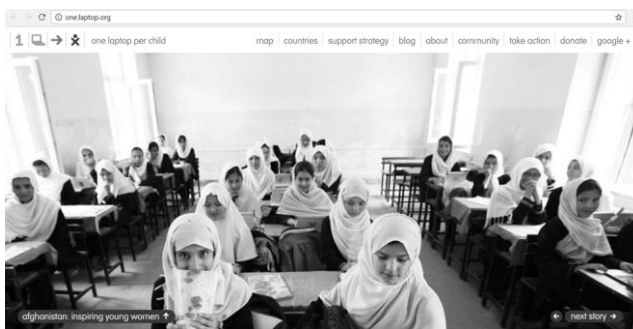 one.laptop.org
1 one laptop per child map countries support strategy blog about community take action donate google +
afghanistan: inspiring young women ↑
← next story →